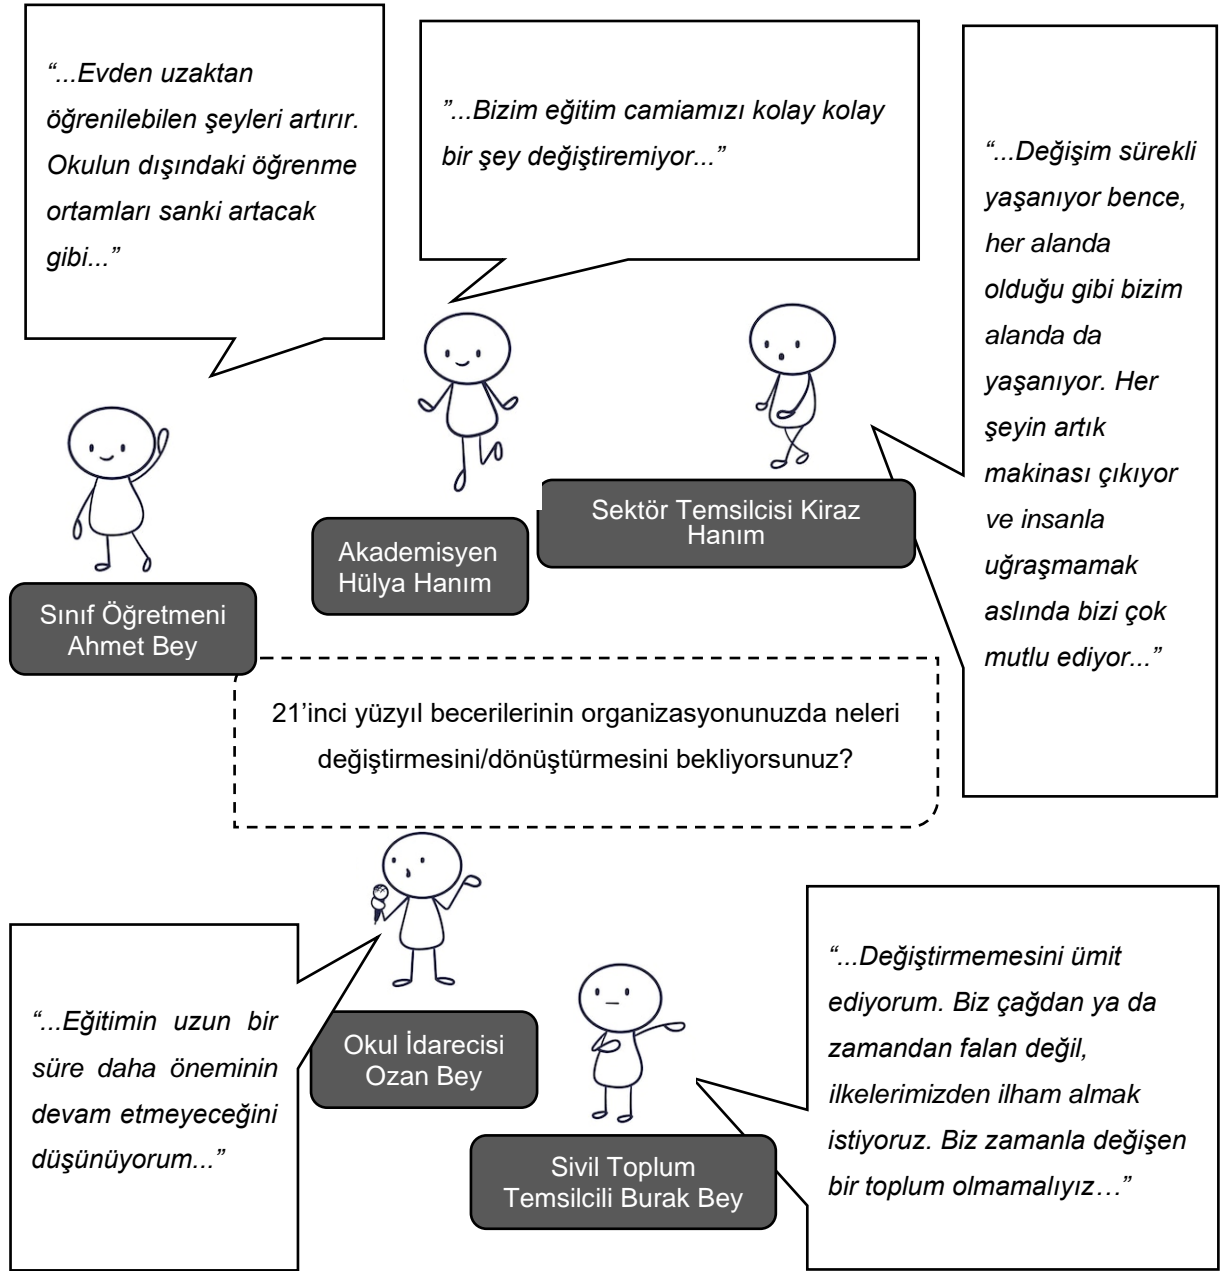 “...Evden uzaktan
öğrenilebilen şeyleri artırır.
Okulun dışındaki öğrenme
ortamları sanki artacak
gibi...”
"...Bizim eğitim camiamızı kolay kolay
bir şey değiştiremiyor...”
“...Değişim sürekli
yaşanıyor bence,
her alanda
olduğu gibi bizim
alanda da
yaşanıyor. Her
şeyin artık
makinası çıkıyor
ve insanla
uğraşmamak
aslında bizi çok
mutlu ediyor...”
Sınıf Öğretmeni
Ahmet Bey
Akademisyen
Hülya Hanım
Sektör Temsilcisi Kiraz
Hanım
21’inci yüzyıl becerilerinin organizasyonunuzda neleri
değiştirmesini/dönüştürmesini bekliyorsunuz?
“...Eğitimin uzun bir
süre daha öneminin
devam etmeyeceğini
düşünüyorum...”
Okul İdarecisi
Ozan Bey
Sivil Toplum
Temsilcili Burak Bey
“...Değiştirmemesini ümit
ediyorum. Biz çağdan ya da
zamandan falan değil,
ilkelerimizden ilham almak
istiyoruz. Biz zamanla değişen
bir toplum olmamalıyız…”